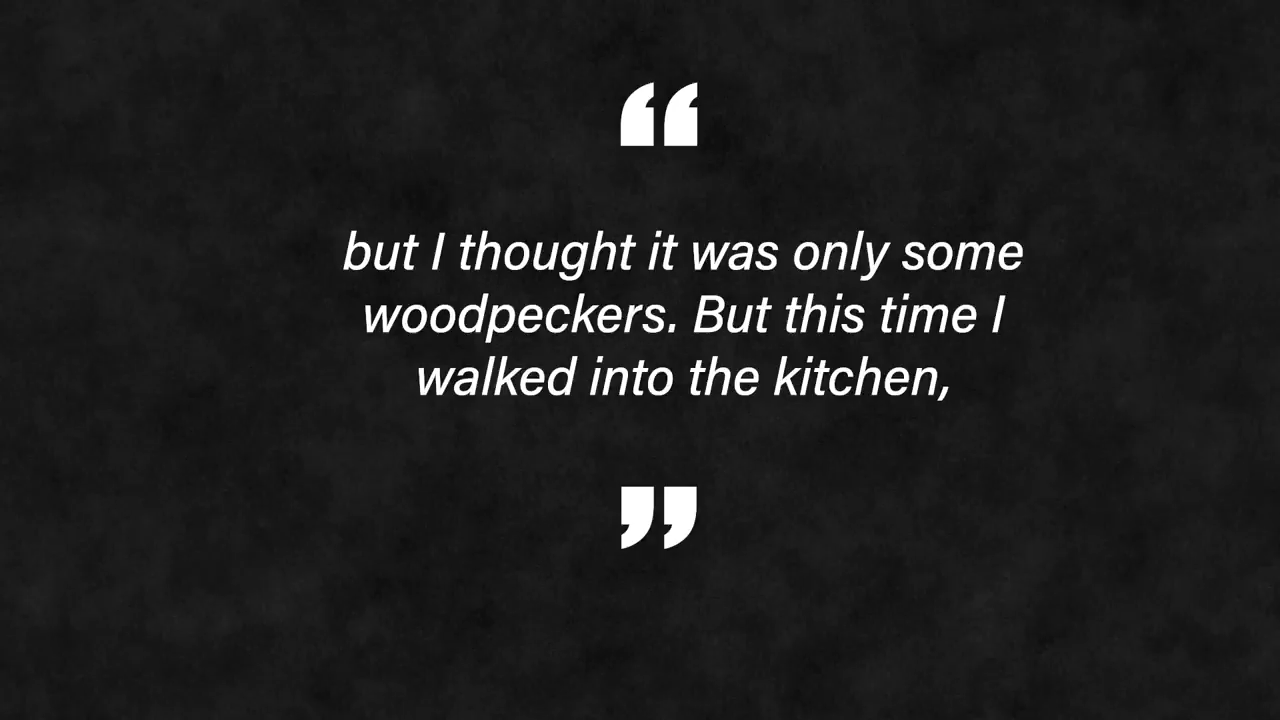 “
but I thought it was only some
woodpeckers. But this time I
walked into the kitchen,
”